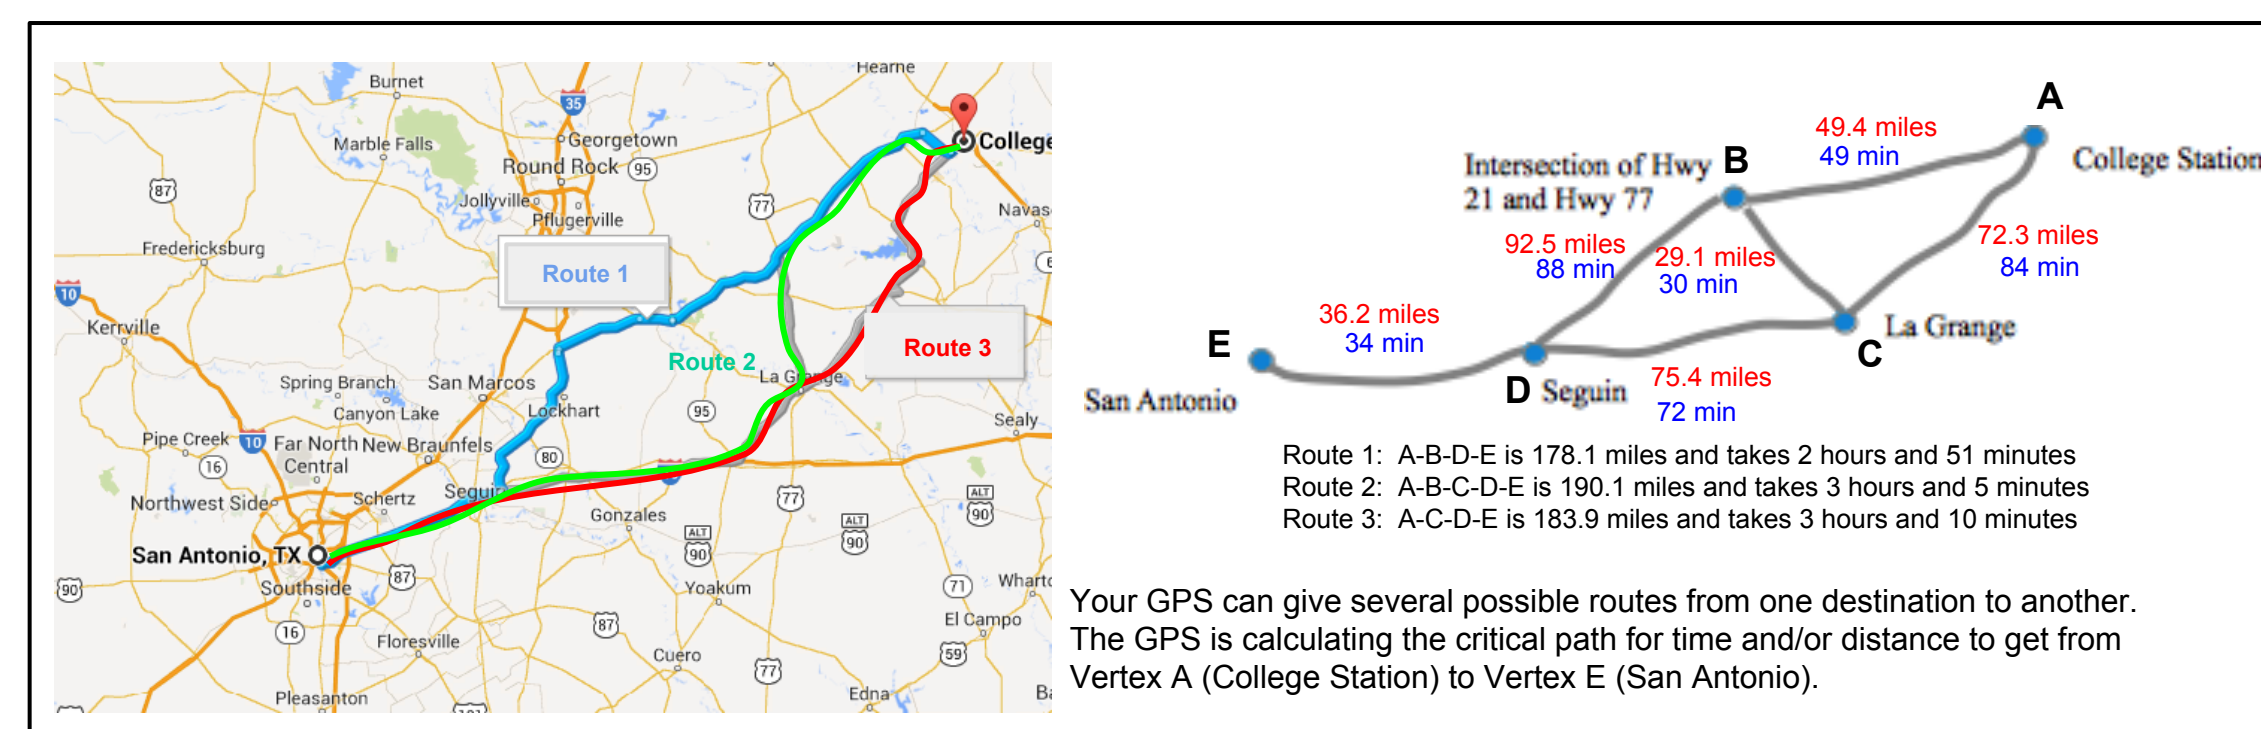 Burnet
Hearne
35
Marble Falls
Georgetown
College
Round Rock
95
87
Jollyville
77
Navas
Pflugerville
Fredericksburg
6
Route 1
10
Kerrville
Route 3
Route 2
La Grange
Spring Branch
San Marcos
Lockhart
95
Canyon Lake
Sealy
Pipe Creek
10
Far North
New Braunfels
16
Central
80
Northwest Side
Schertz
Seguin
77
ALT
90
Gonzales
ALT
90
ALT
90
San Antonio, TX
87
90
Southside
Yoakum
71
Wharto
16
87
El Campo
Floresville
Cuero
59
77
Pleasanton
Edna
Ba
A
49.4 miles
49 min
College Station
Intersection of Hwy
21 and Hwy 77
B
92.5 miles
88 min
29.1 miles
30 min
72.3 miles
84 min
36.2 miles
34 min
E
La Grange
C
San Antonio
D Seguin
75.4 miles
72 min
Route 1: A-B-D-E is 178.1 miles and takes 2 hours and 51 minutes
Route 2: A-B-C-D-E is 190.1 miles and takes 3 hours and 5 minutes
Route 3: A-C-D-E is 183.9 miles and takes 3 hours and 10 minutes
Your GPS can give several possible routes from one destination to another.
The GPS is calculating the critical path for time and/or distance to get from
Vertex A (College Station) to Vertex E (San Antonio).